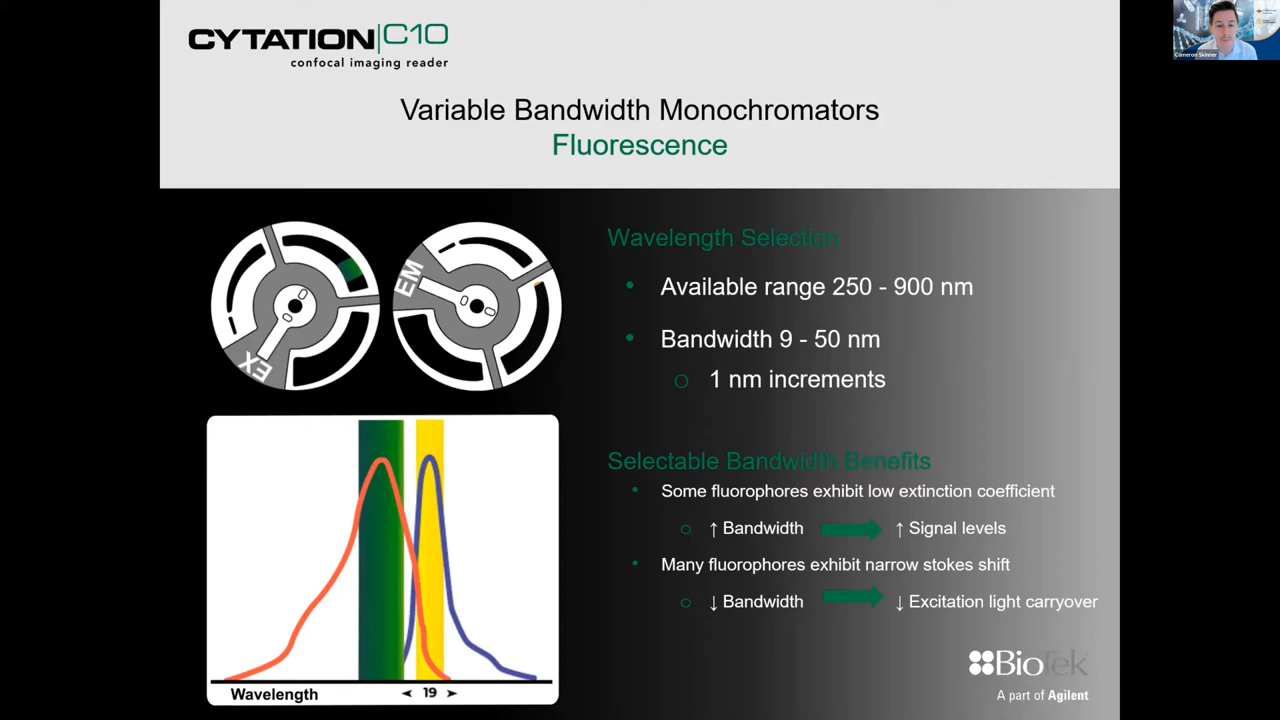 CYTATION|C10
confocal imaging reader
Cameron Skinner
Variable Bandwidth Monochromators
Fluorescence
EX
EM
Wavelength Selection
• Available range 250 - 900 nm
• Bandwidth 9 - 50 nm
○ 1 nm increments
Selectable Bandwidth Benefits
• Some fluorophores exhibit low extinction coefficient
○ ↑ Bandwidth ↑ Signal levels
• Many fluorophores exhibit narrow stokes shift
○ ↓ Bandwidth ↓ Excitation light carryover
Wavelength
19
BioTek
A part of Agilent